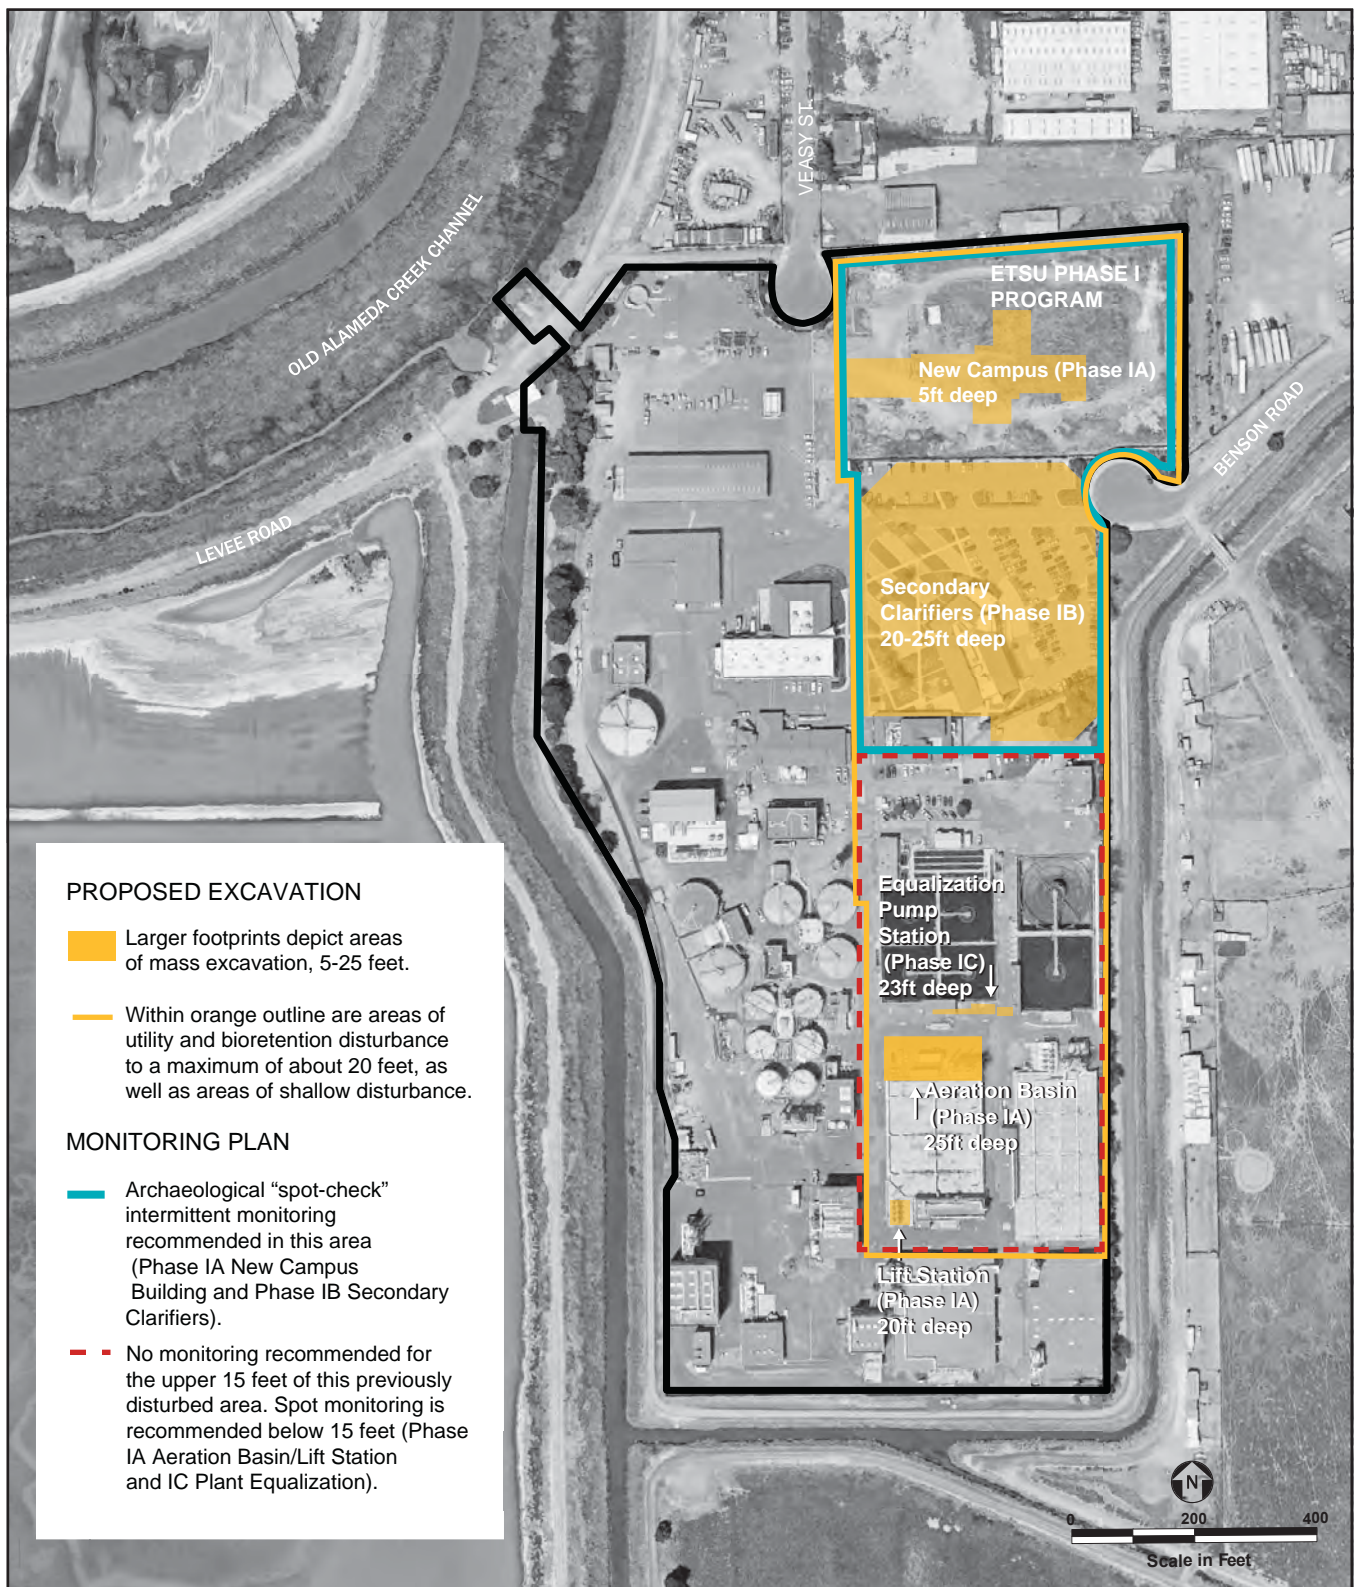 VEASY ST.
OLD ALAMEDA CREEK CHANNEL
LEVEE ROAD
BENSON ROAD
ETSU PHASE I
PROGRAM
New Campus (Phase IA)
5ft deep
Secondary
Clarifiers (Phase IB)
20-25ft deep
Equalization
Pump
Station
(Phase IC)
23ft deep
Aeration Basin
(Phase IA)
25ft deep
Lift Station
(Phase IA)
20ft deep
PROPOSED EXCAVATION
Larger footprints depict areas
of mass excavation, 5-25 feet.
Within orange outline are areas of
utility and bioretention disturbance
to a maximum of about 20 feet, as
well as areas of shallow disturbance.
MONITORING PLAN
Archaeological “spot-check”
intermittent monitoring
recommended in this area
(Phase IA New Campus
Building and Phase IB Secondary
Clarifiers).
No monitoring recommended for
the upper 15 feet of this previously
disturbed area. Spot monitoring is
recommended below 15 feet (Phase
IA Aeration Basin/Lift Station
and IC Plant Equalization).
N
0 200 400
Scale in Feet